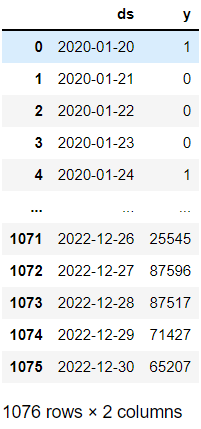 ds y
0 2020-01-20 1
1 2020-01-21 0
2 2020-01-22 0
3 2020-01-23 0
4 2020-01-24 1
... ... ...
1071 2022-12-26 25545
1072 2022-12-27 87596
1073 2022-12-28 87517
1074 2022-12-29 71427
1075 2022-12-30 65207
1076 rows × 2 columns